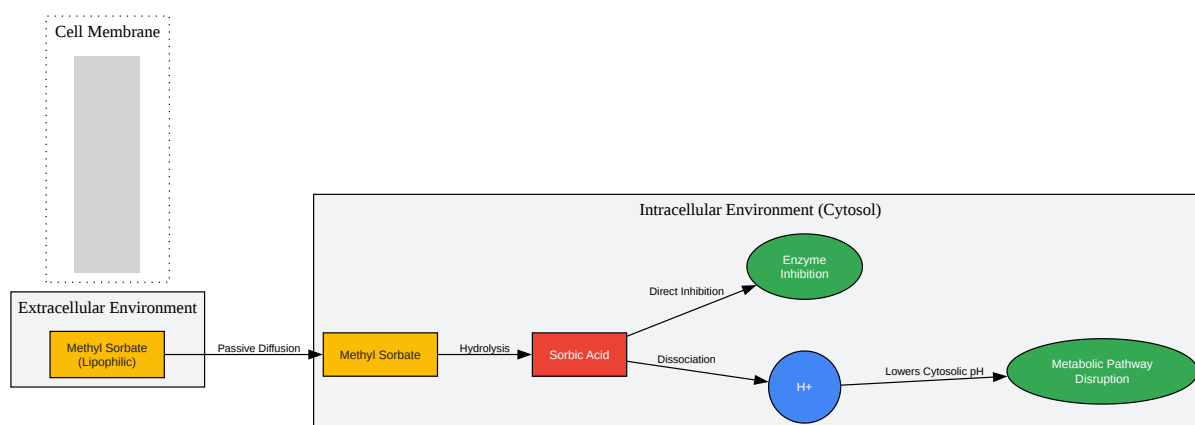 Cell Membrane
Extracellular Environment
Methyl Sorbate
(Lipophilic)
Passive Diffusion
Intracellular Environment (Cytosol)
Methyl Sorbate
Hydrolysis
Sorbic Acid
Direct Inhibition
Enzyme
Inhibition
Dissociation
H+
Lowers Cytosolic pH
Metabolic Pathway
Disruption